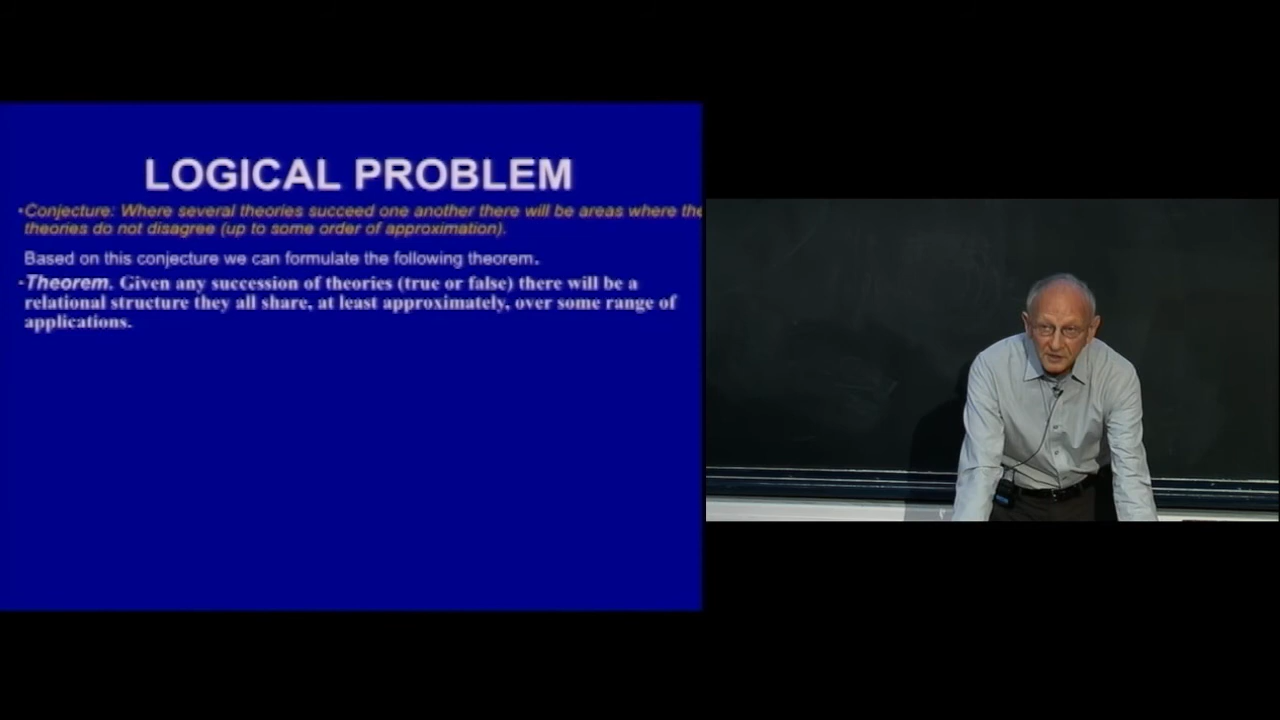 LOGICAL PROBLEM
•Conjecture: Where several theories succeed one another there will be areas where the
theories do not disagree (up to some order of approximation).
Based on this conjecture we can formulate the following theorem.
•Theorem. Given any succession of theories (true or false) there will be a
relational structure they all share, at least approximately, over some range of
applications.